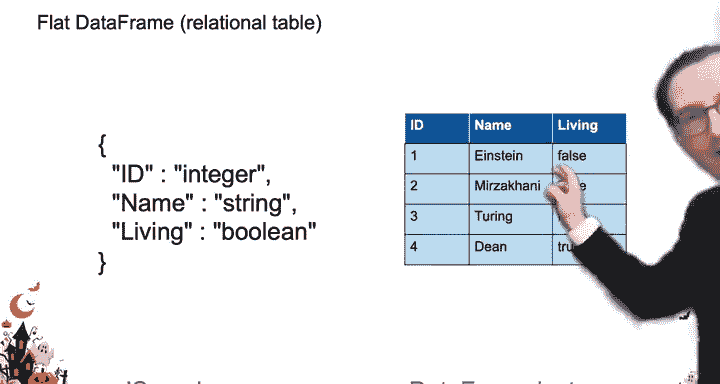 Flat DataFrame (relational table)
{
"ID" : "integer",
"Name" : "string",
"Living" : "boolean"
}
ID Name Living
1 Einstein false
2 Mirzakhani
3 Turing
4 Dean